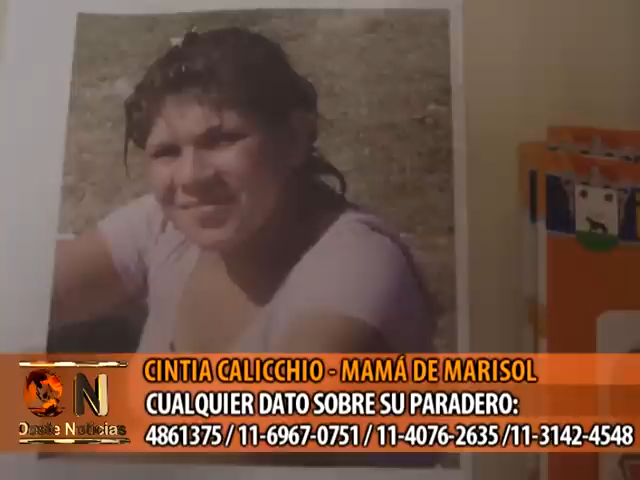 CINTIA CALICCHIO - MAMÁ DE MARISOL
CUALQUIER DATO SOBRE SU PARADERO:
4861375 / 11-6967-0751 / 11-4076-2635 /11-3142-4548
ON
Oeste Noticias